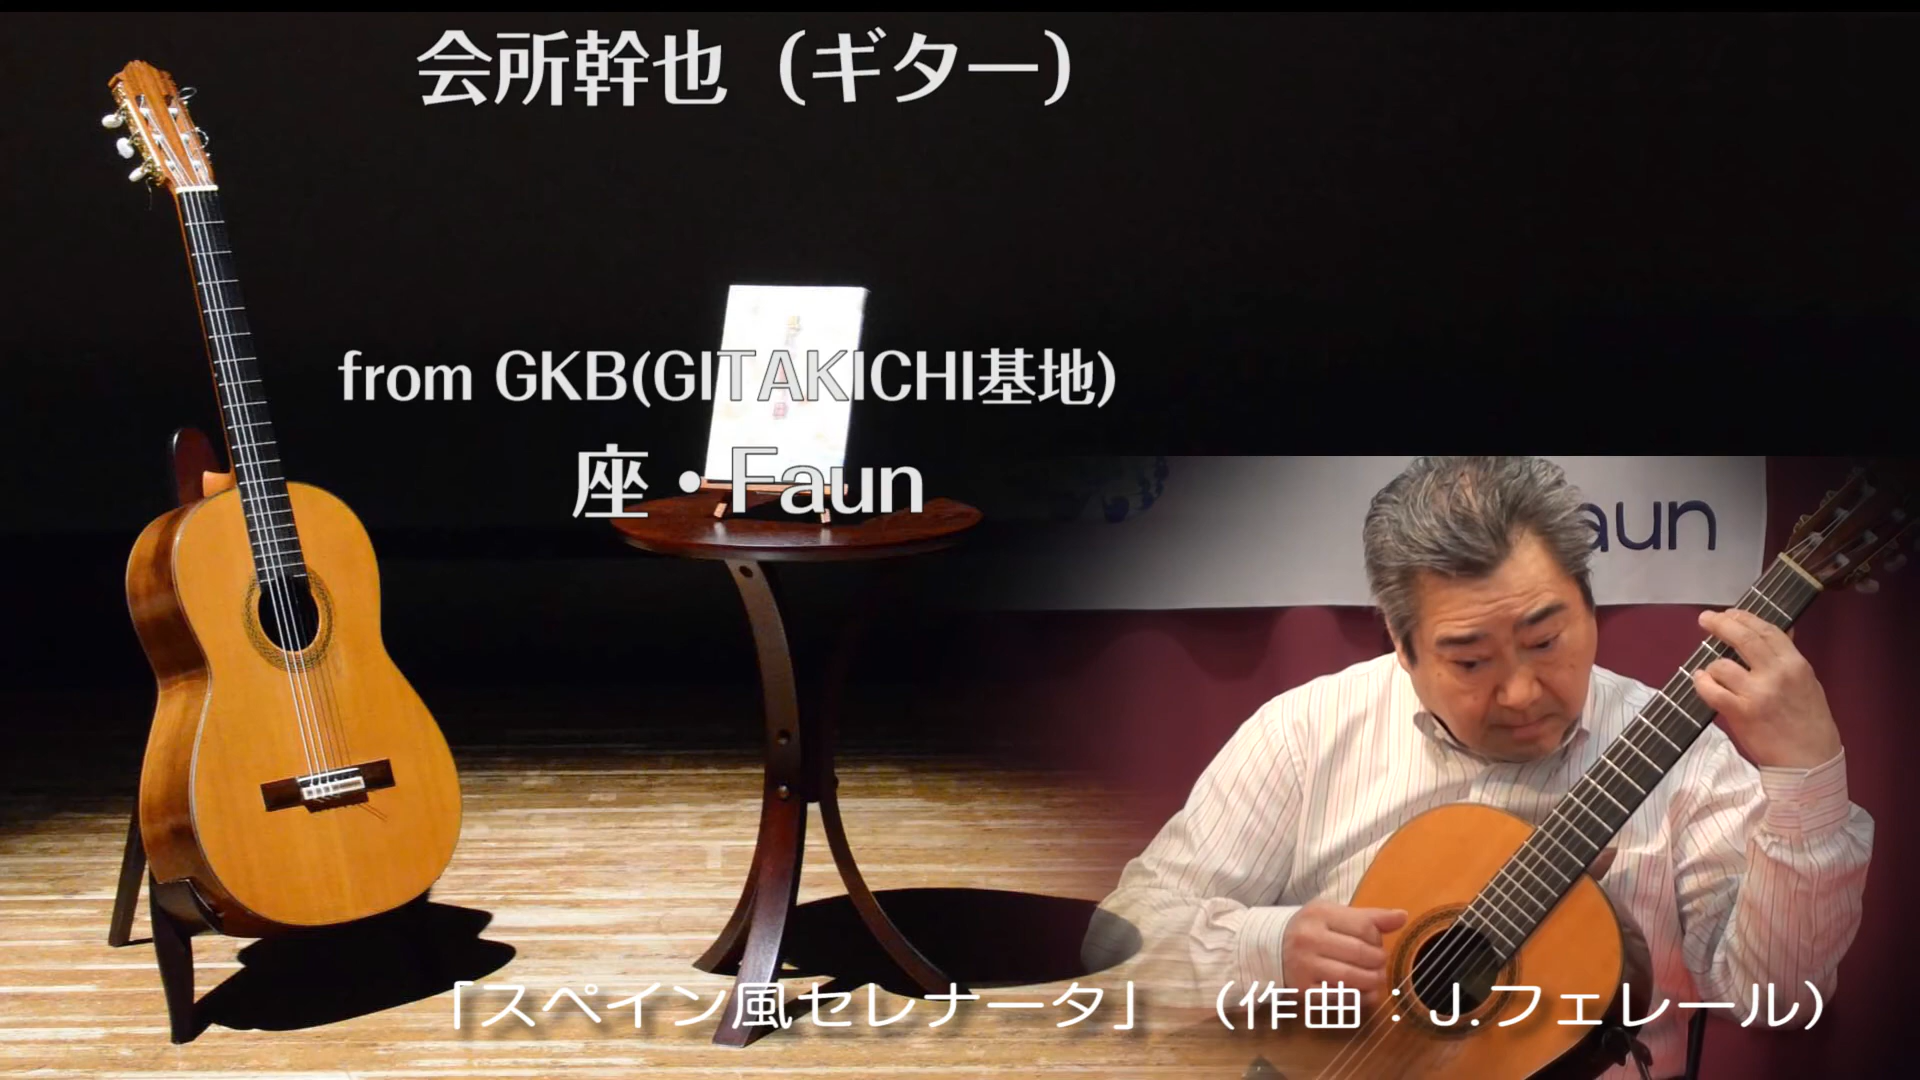 会所幹也（ギター）
from GKB(GITAKICHI基地)
座・Faun
aun
「スペイン風セレナータ」（作曲：J.フェレール）